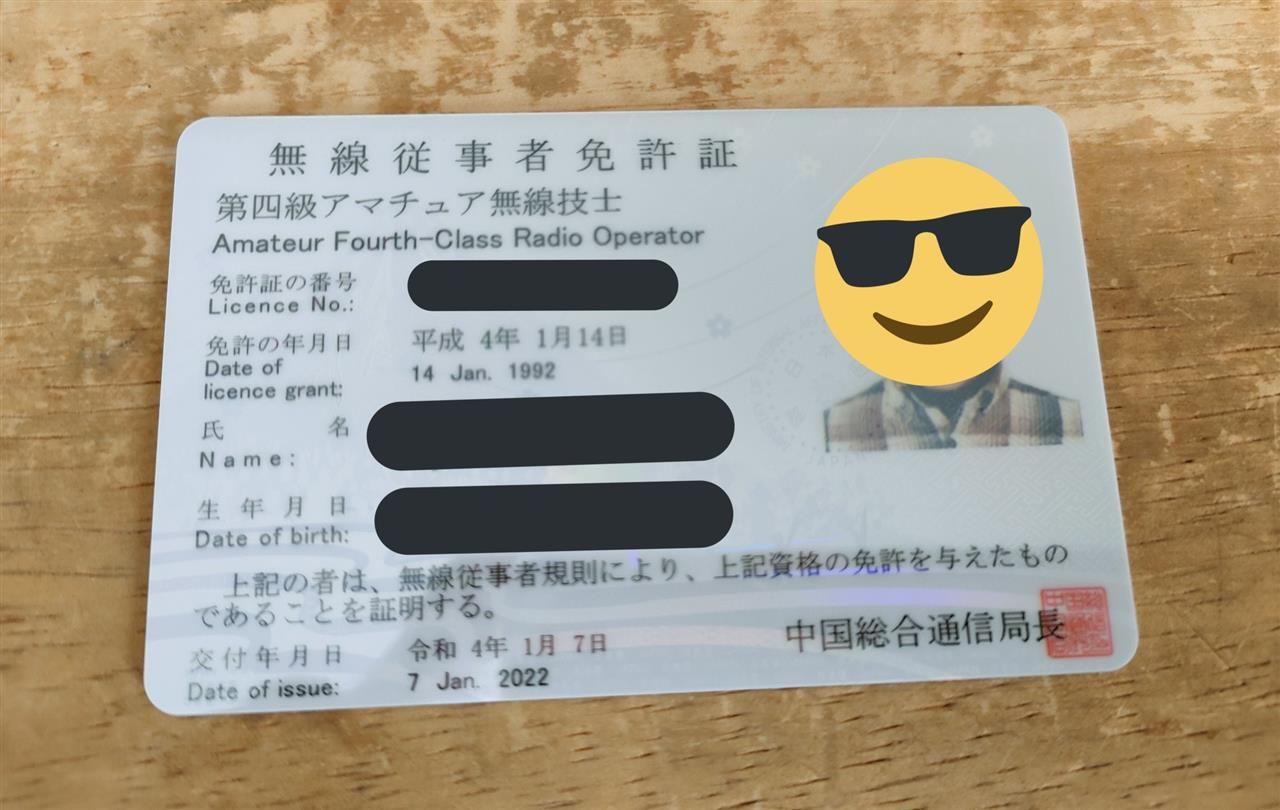 無線従事者免許証
第四級アマチュア無線技士
Amateur Fourth-Class Radio Operator
免許証の番号
Licence No.:
免許の年月日 平成 4年 1月14日
Date of
licence grant: 14 Jan. 1992
氏名
Name:
生年月日
Date of birth:
上記の者は、無線従事者規則により、上記資格の免許を与えたもの
であることを証明する。
中国総合通信局長
交付年月日 令和 4年 1月 7日
Date of issue: 7 Jan. 2022